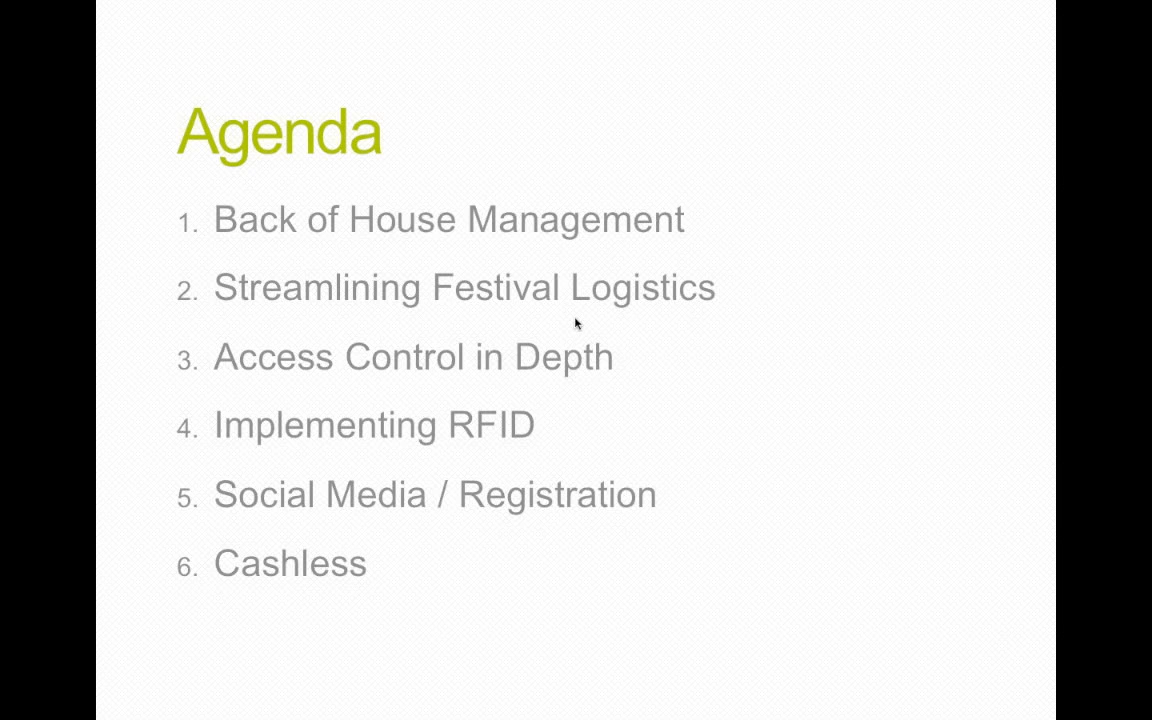 Agenda
1. Back of House Management
2. Streamlining Festival Logistics
3. Access Control in Depth
4. Implementing RFID
5. Social Media / Registration
6. Cashless